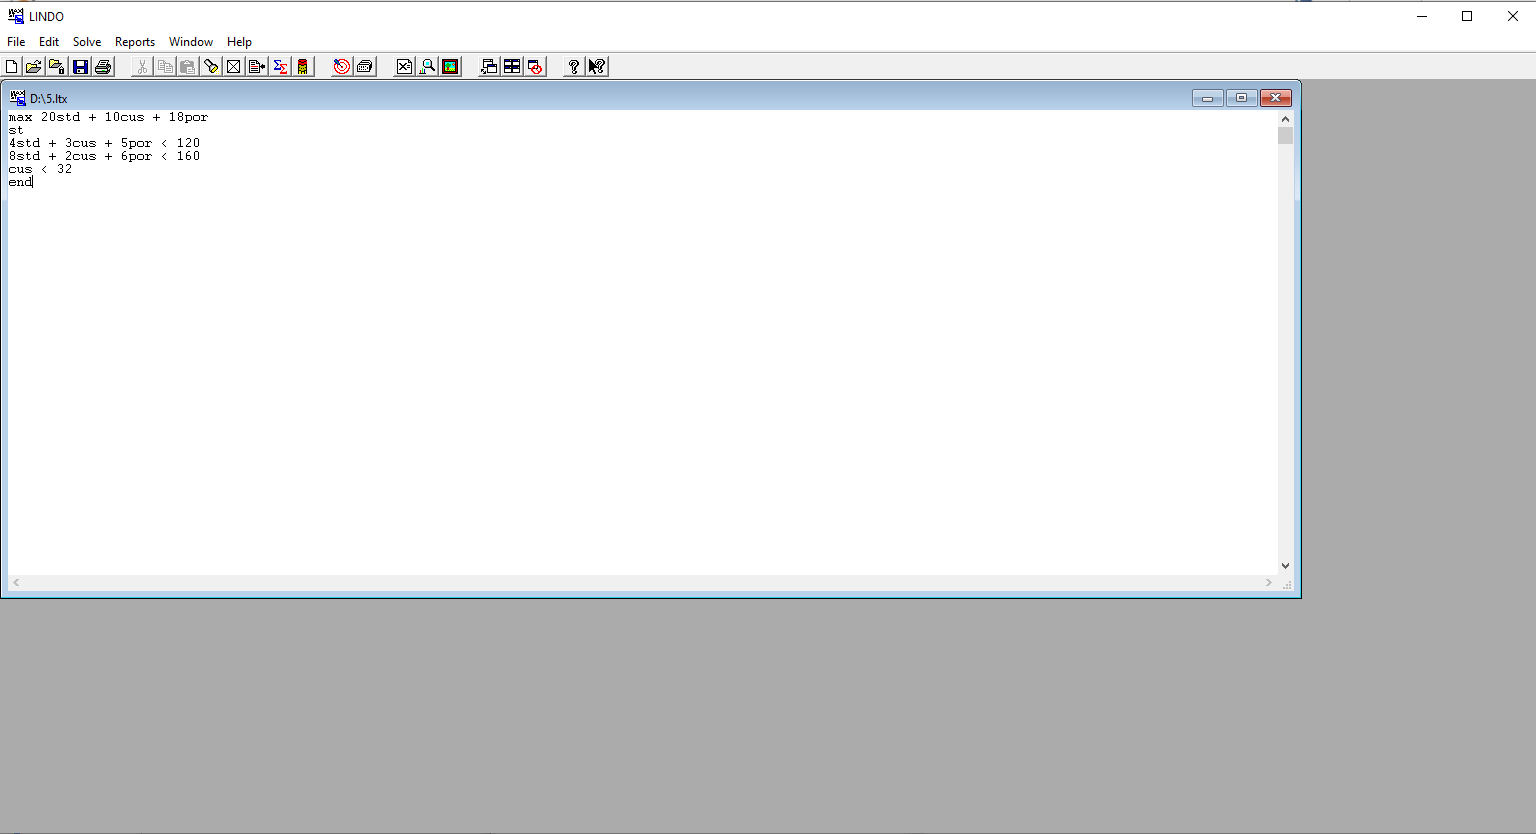 LINDO
File Edit Solve Reports Window Help
D:\5.ltx
max 20std + 10cus + 18por
st
4std + 3cus + 5por < 120
8std + 2cus + 6por < 160
cus < 32
end